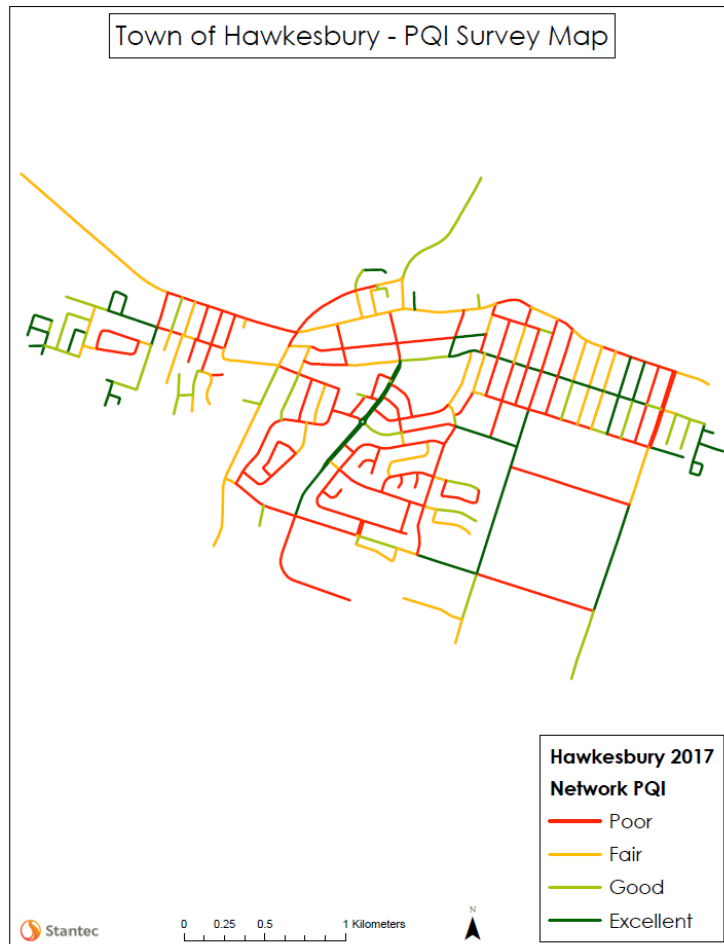 Town of Hawkesbury - PQI Survey Map
Hawkesbury 2017
Network PQI
Poor
Fair
Good
Excellent
N
0 0.25 0.5 1 Kilometers
Stantec